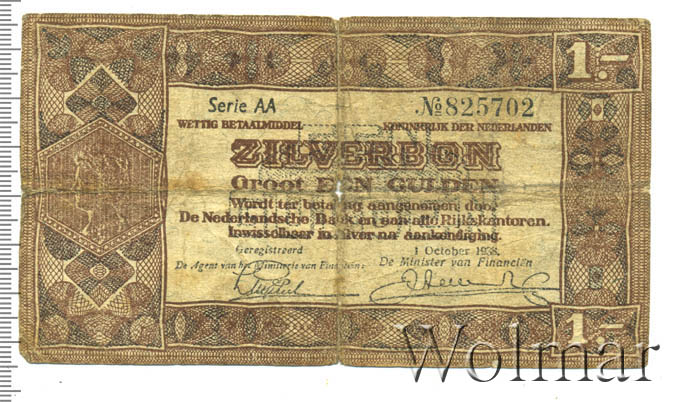 1.-
Serie AA № 825702
WETTIG BETAALMIDDEL KONINKRIJK DER NEDERLANDEN
ZILVERBON
Groot EEN GULDEN
Wordt ter betaling aangenomen door
De Nederlandsche Bank en aan alle Rijkskantoren.
Inwisselbaar in zilver na aankondiging.
Geregistreerd 1 October 1938.
De Agent van het Ministerie van Financiën: De Minister van Financiën
1.-
Wolmar